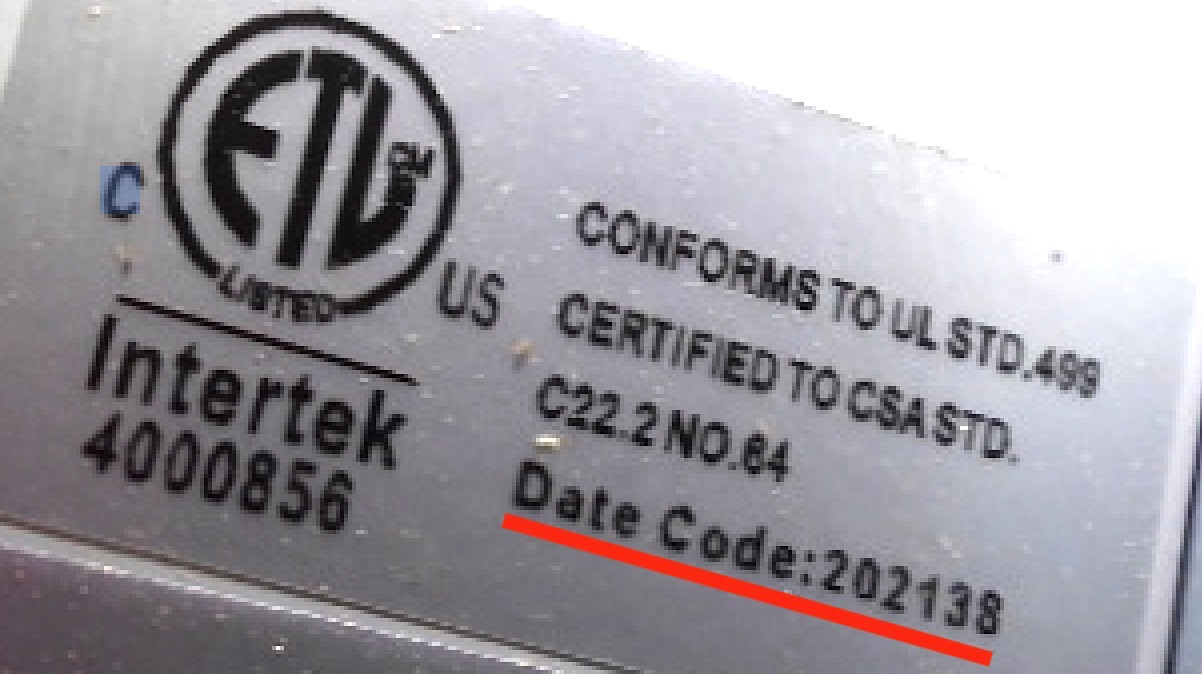 C ETL US
LISTED
Intertek
4000856
CONFORMS TO UL STD.499
CERTIFIED TO CSA STD.
C22.2 NO.64
Date Code:202138